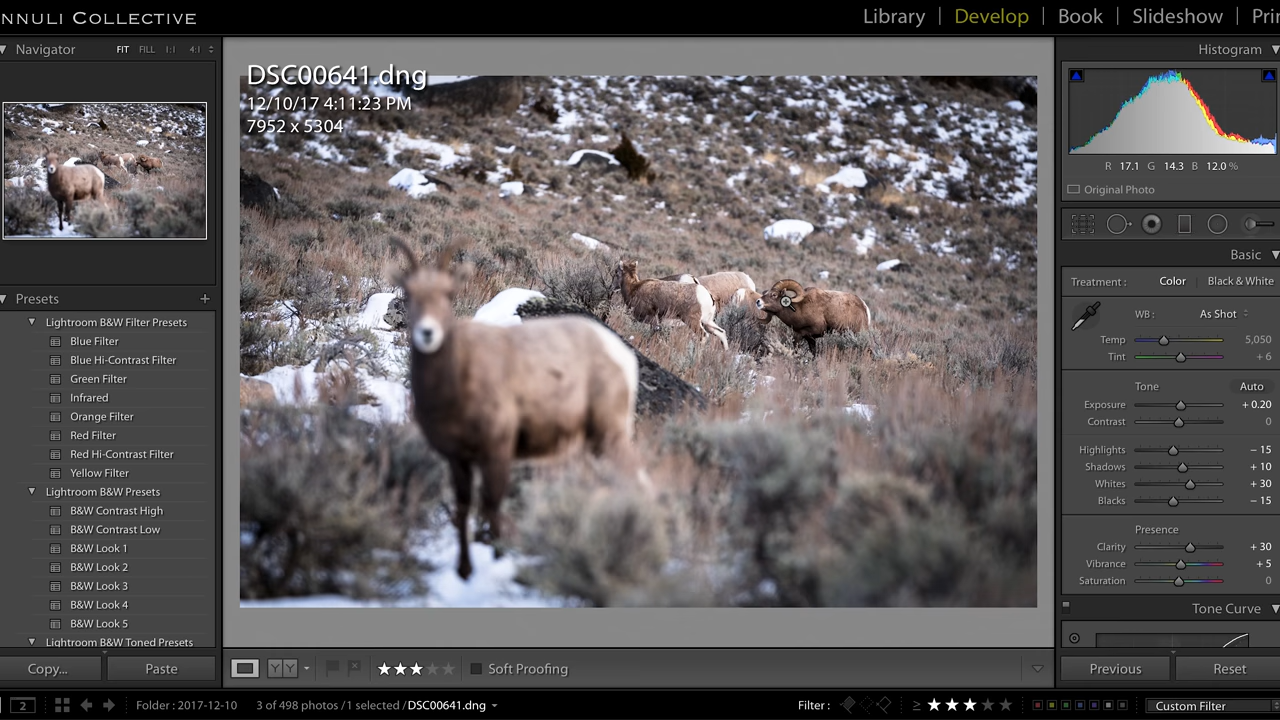 NNULI COLLECTIVE
Library | Develop | Book | Slideshow | Prin
Navigator FIT FILL 1:1 4:1
Histogram
DSC00641.dng
12/10/17 4:11:23 PM
7952 x 5304
R 17.1 G 14.3 B 12.0 %
Original Photo
Basic
Treatment : Color | Black & White
WB : As Shot
Temp 5,050
Tint + 6
Tone Auto
Exposure + 0.20
Contrast 0
Highlights − 15
Shadows + 10
Whites + 30
Blacks − 15
Presence
Clarity + 30
Vibrance + 5
Saturation 0
Tone Curve
Presets +
Lightroom B&W Filter Presets
Blue Filter
Blue Hi-Contrast Filter
Green Filter
Infrared
Orange Filter
Red Filter
Red Hi-Contrast Filter
Yellow Filter
Lightroom B&W Presets
B&W Contrast High
B&W Contrast Low
B&W Look 1
B&W Look 2
B&W Look 3
B&W Look 4
B&W Look 5
Lightroom B&W Toned Presets
Copy... Paste
Y Y Soft Proofing
Previous Reset
2 Folder : 2017-12-10 3 of 498 photos / 1 selected / DSC00641.dng
Filter : ≥ Custom Filter